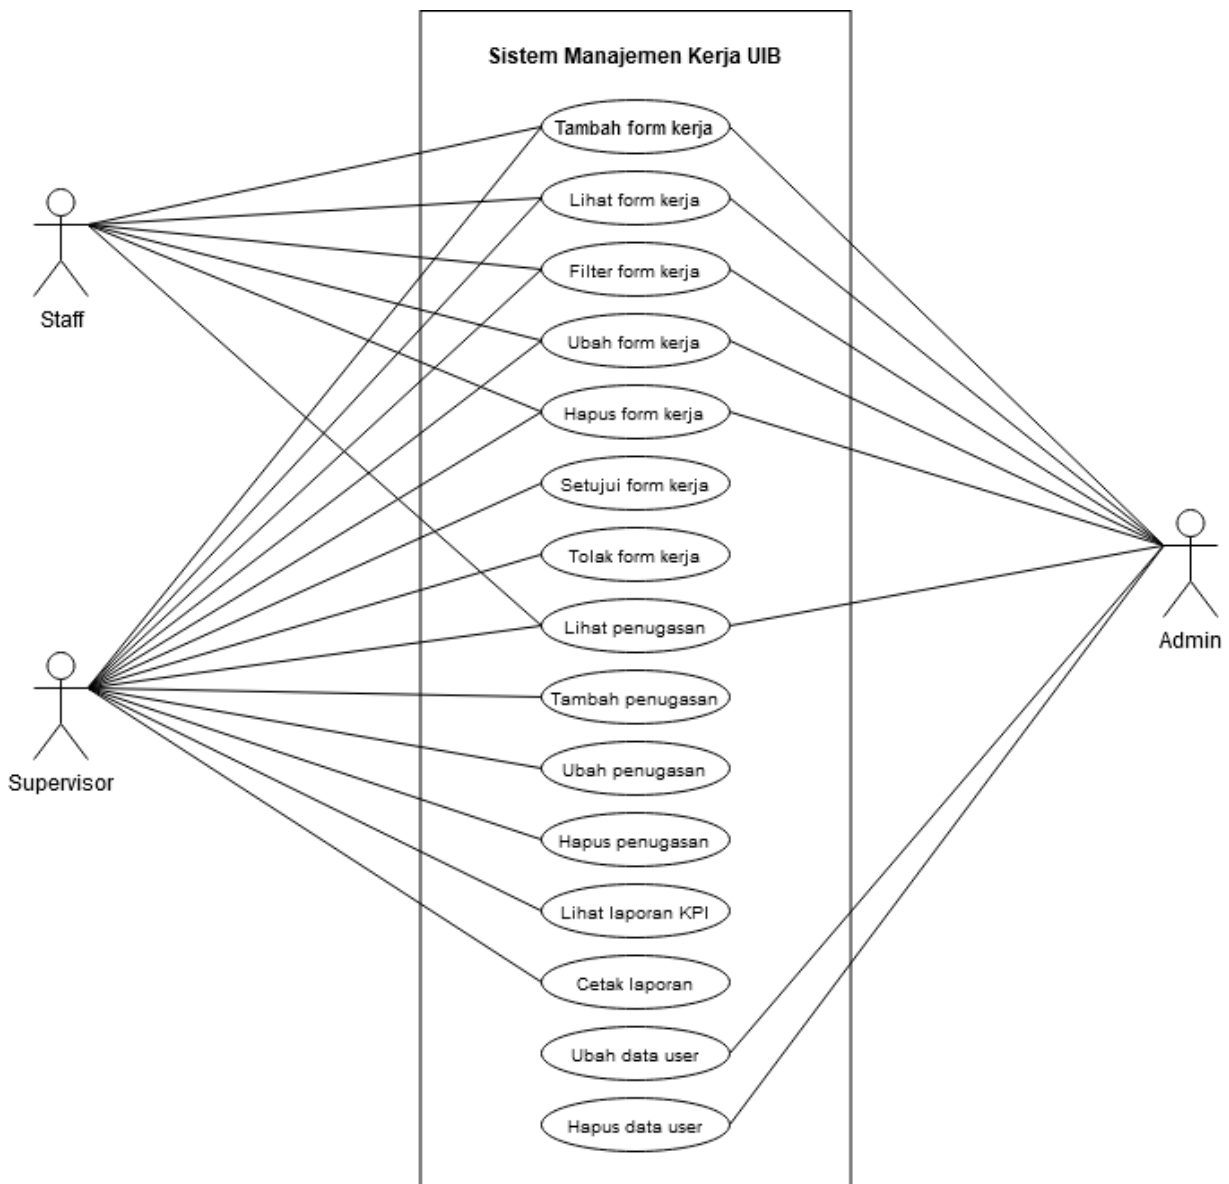 Sistem Manajemen Kerja UIB
Tambah form kerja
Lihat form kerja
Filter form kerja
Staff
Ubah form kerja
Hapus form kerja
Setujui form kerja
Tolak form kerja
Lihat penugasan
Admin
Tambah penugasan
Ubah penugasan
Supervisor
Hapus penugasan
Lihat laporan KPI
Cetak laporan
Ubah data user
Hapus data user